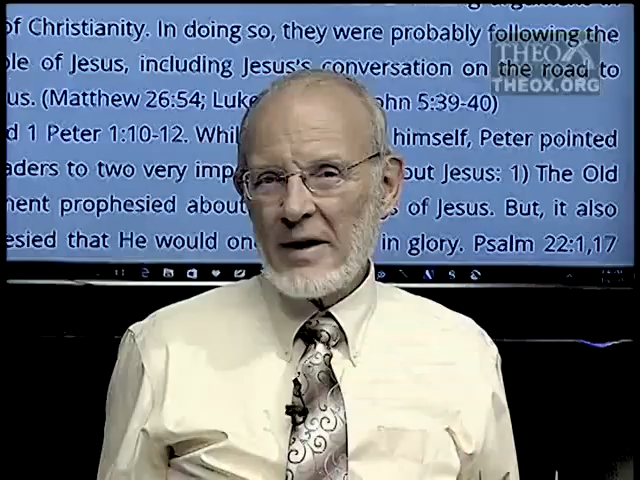 of Christianity. In doing so, they were probably following the
ple of Jesus, including Jesus's conversation on the road to
us. (Matthew 26:54; Luke ohn 5:39-40)
d 1 Peter 1:10-12. Whil himself, Peter pointed
aders to two very imp out Jesus: 1) The Old
ment prophesied about of Jesus. But, it also
esied that He would on in glory. Psalm 22:1,17
THEOX
THEOX.ORG